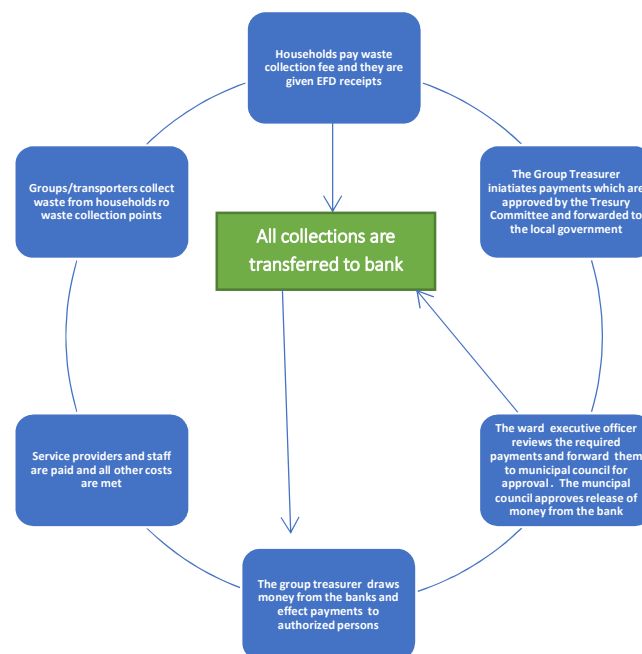 Households pay waste
collection fee and they are
given EFD receipts
Groups/transporters collect
waste from households ro
waste collection points
The Group Treasurer
iniatiates payments which are
approved by the Tresury
Committee and forwarded to
the local government
All collections are
transferred to bank
Service providers and staff
are paid and all other costs
are met
The ward executive officer
reviews the required
payments and forward them
to municipal council for
approval . The muncipal
council approves release of
money from the bank
The group treasurer draws
money from the banks and
effect payments to
authorized persons